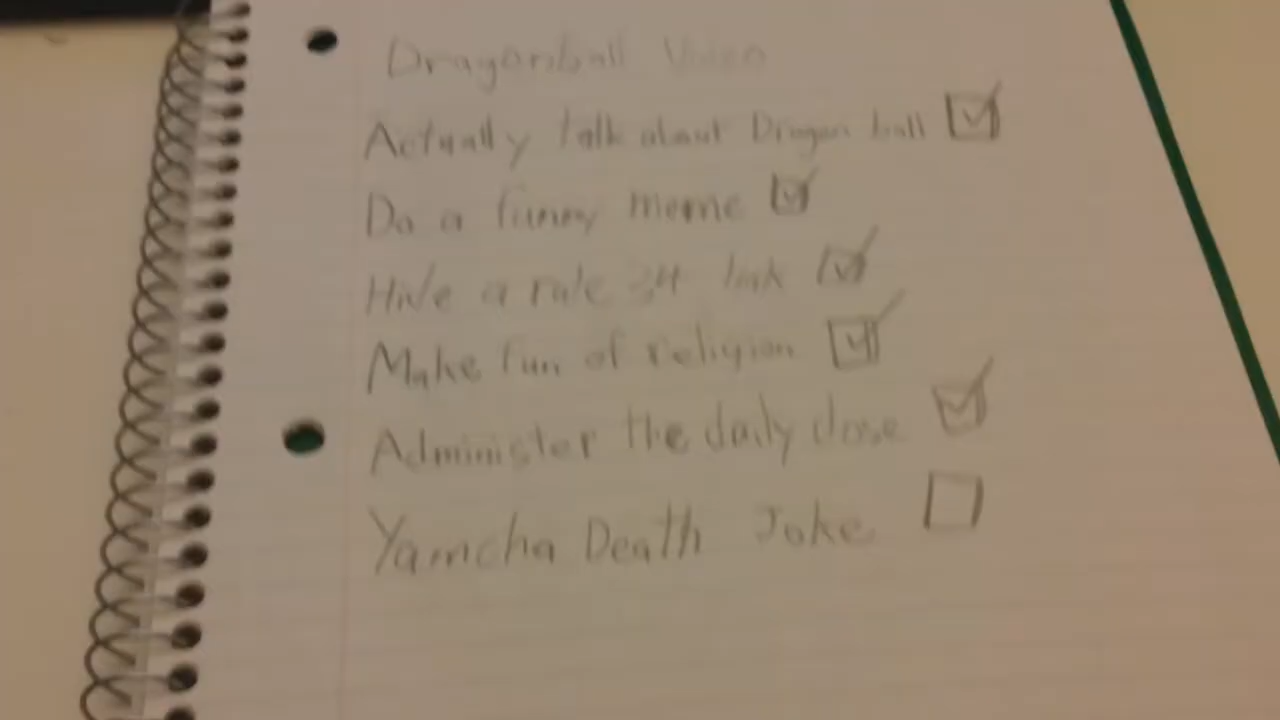 Dragonball Video
Actually talk about Dragon ball
Do a funny meme
Hide a rule 34 link
Make fun of religion
Administer the daily dose
Yamcha Death Joke